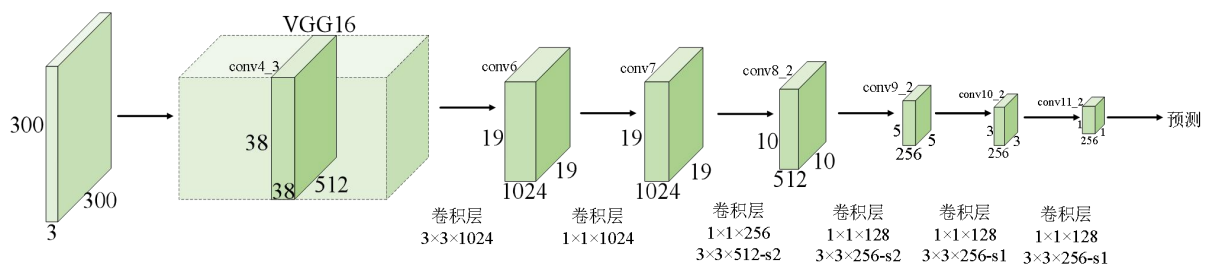 300
300
3
VGG16
conv4_3
38
38
512
conv6
19
19
1024
卷积层
3×3×1024
conv7
19
19
1024
卷积层
1×1×1024
conv8_2
10
10
512
卷积层
1×1×256
3×3×512-s2
conv9_2
5
5
256
卷积层
1×1×128
3×3×256-s2
conv10_2
3
3
256
卷积层
1×1×128
3×3×256-s1
conv11_2
1
1
256
卷积层
1×1×128
3×3×256-s1
预测